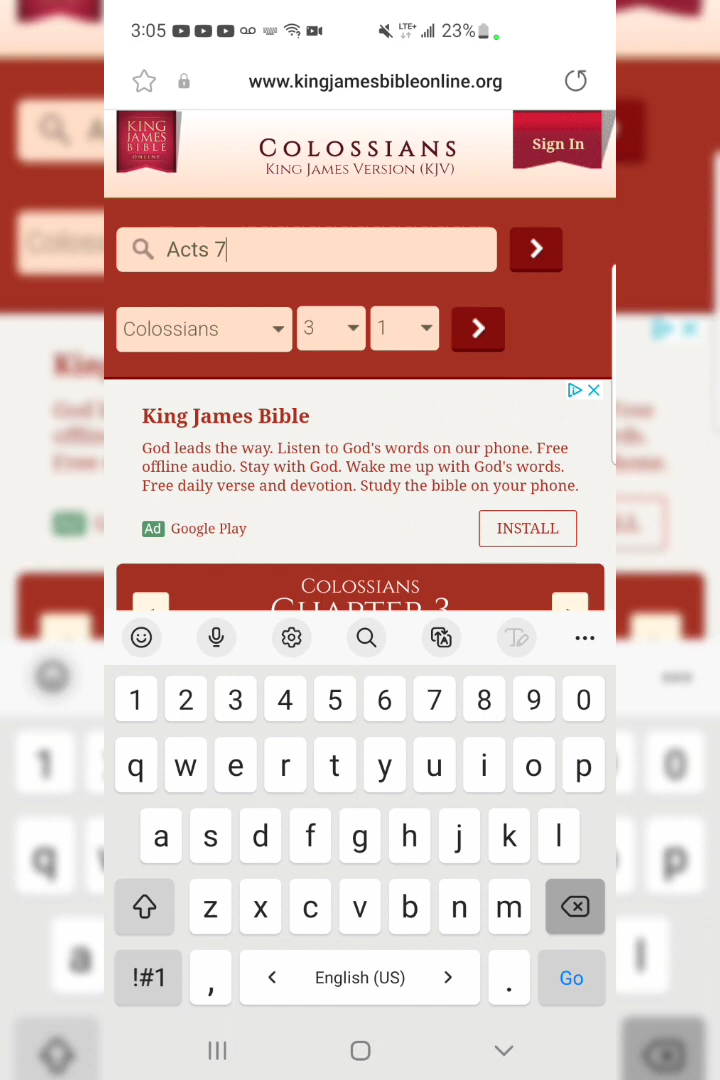 3:05 LTE+ 23%
www.kingjamesbibleonline.org
KING
JAMES
BIBLE
ONLINE
COLOSSIANS
KING JAMES VERSION (KJV)
Sign In
Acts 7
Colossians 3 1
King James Bible
God leads the way. Listen to God's words on our phone. Free
offline audio. Stay with God. Wake me up with God's words.
Free daily verse and devotion. Study the bible on your phone.
Ad Google Play
INSTALL
COLOSSIANS
CHAPTER 3
1 2 3 4 5 6 7 8 9 0
q w e r t y u i o p
a s d f g h j k l
z x c v b n m
!#1 , < English (US) > . Go